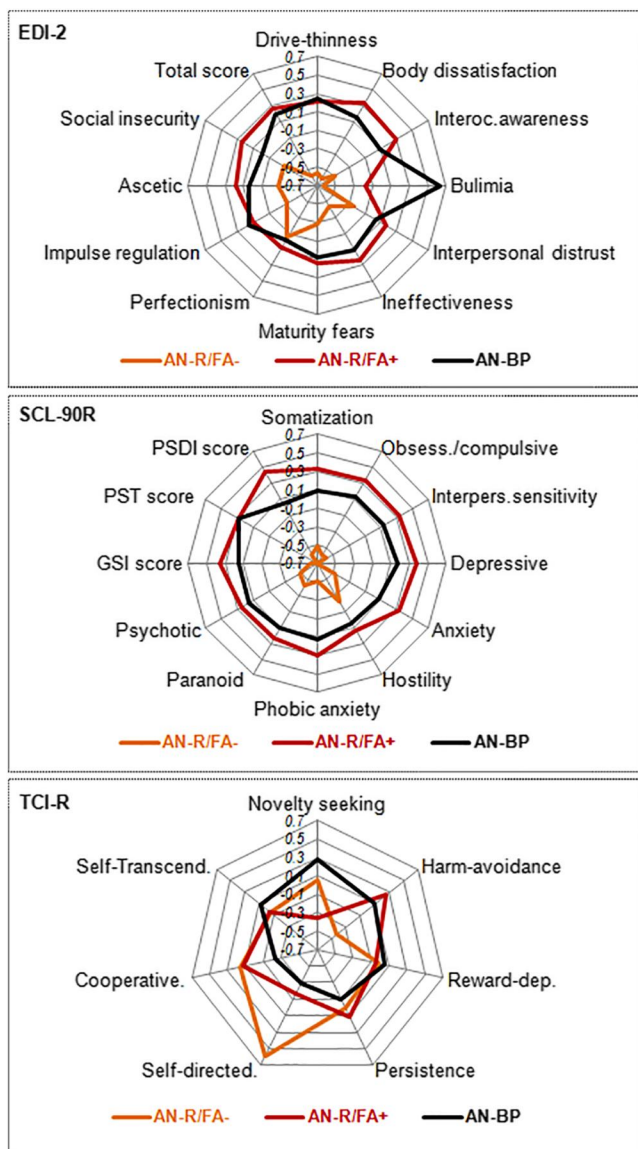 EDI-2
Drive-thinness
Total score
Body dissatisfaction
Social insecurity
Interoc.awareness
Ascetic
Bulimia
Impulse regulation
Interpersonal distrust
Perfectionism
Ineffectiveness
Maturity fears
0.7
0.5
0.3
0.1
-0.1
-0.3
-0.5
-0.7
AN-R/FA- AN-R/FA+ AN-BP
SCL-90R
Somatization
PSDI score
Obsess./compulsive
PST score
Interpers.sensitivity
GSI score
Depressive
Psychotic
Anxiety
Paranoid
Hostility
Phobic anxiety
0.7
0.5
0.3
0.1
-0.1
-0.3
-0.5
-0.7
AN-R/FA- AN-R/FA+ AN-BP
TCI-R
Novelty seeking
Self-Transcend.
Harm-avoidance
Cooperative.
Reward-dep.
Self-directed.
Persistence
0.7
0.5
0.3
0.1
-0.1
-0.3
-0.5
-0.7
AN-R/FA- AN-R/FA+ AN-BP